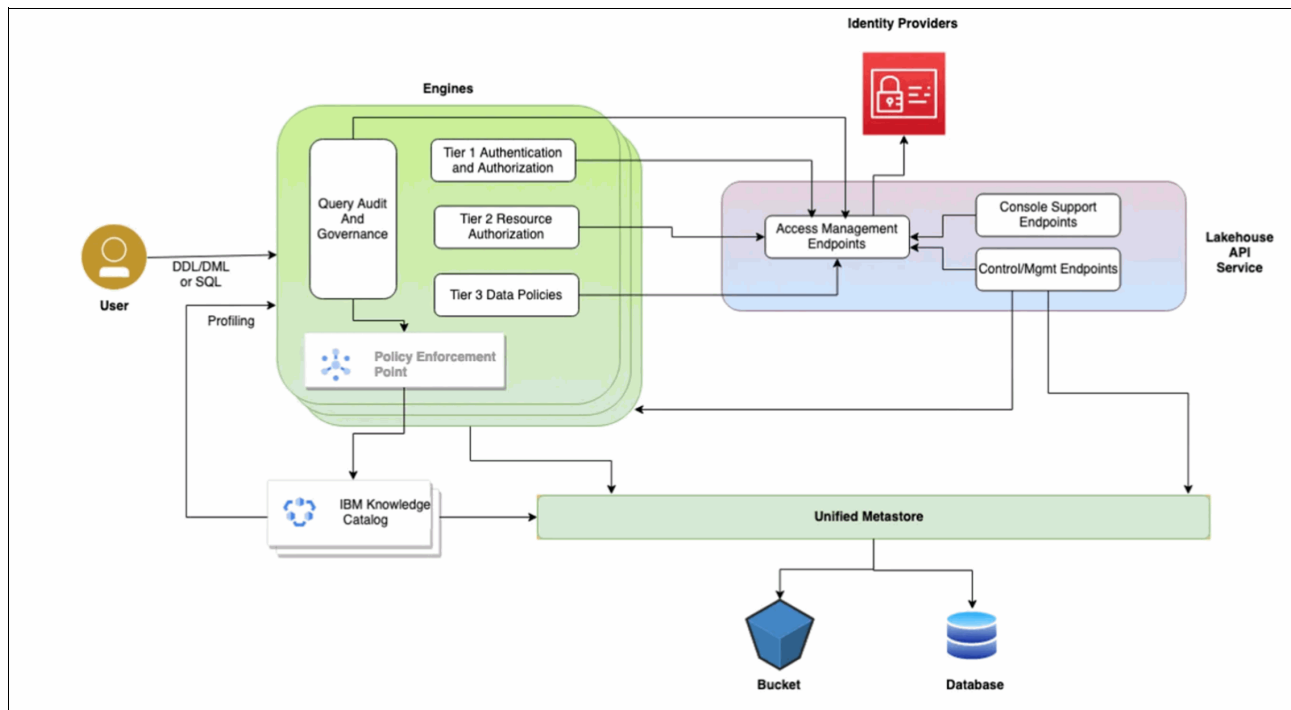 Identity Providers
Engines
Tier 1 Authentication
and Authorization
Query Audit
And
Governance
Tier 2 Resource
Authorization
Tier 3 Data Policies
Access Management
Endpoints
Console Support
Endpoints
Control/Mgmt Endpoints
Lakehouse
API
Service
DDL/DML
or SQL
User
Profiling
Policy Enforcement
Point
IBM Knowledge
Catalog
Unified Metastore
Bucket
Database